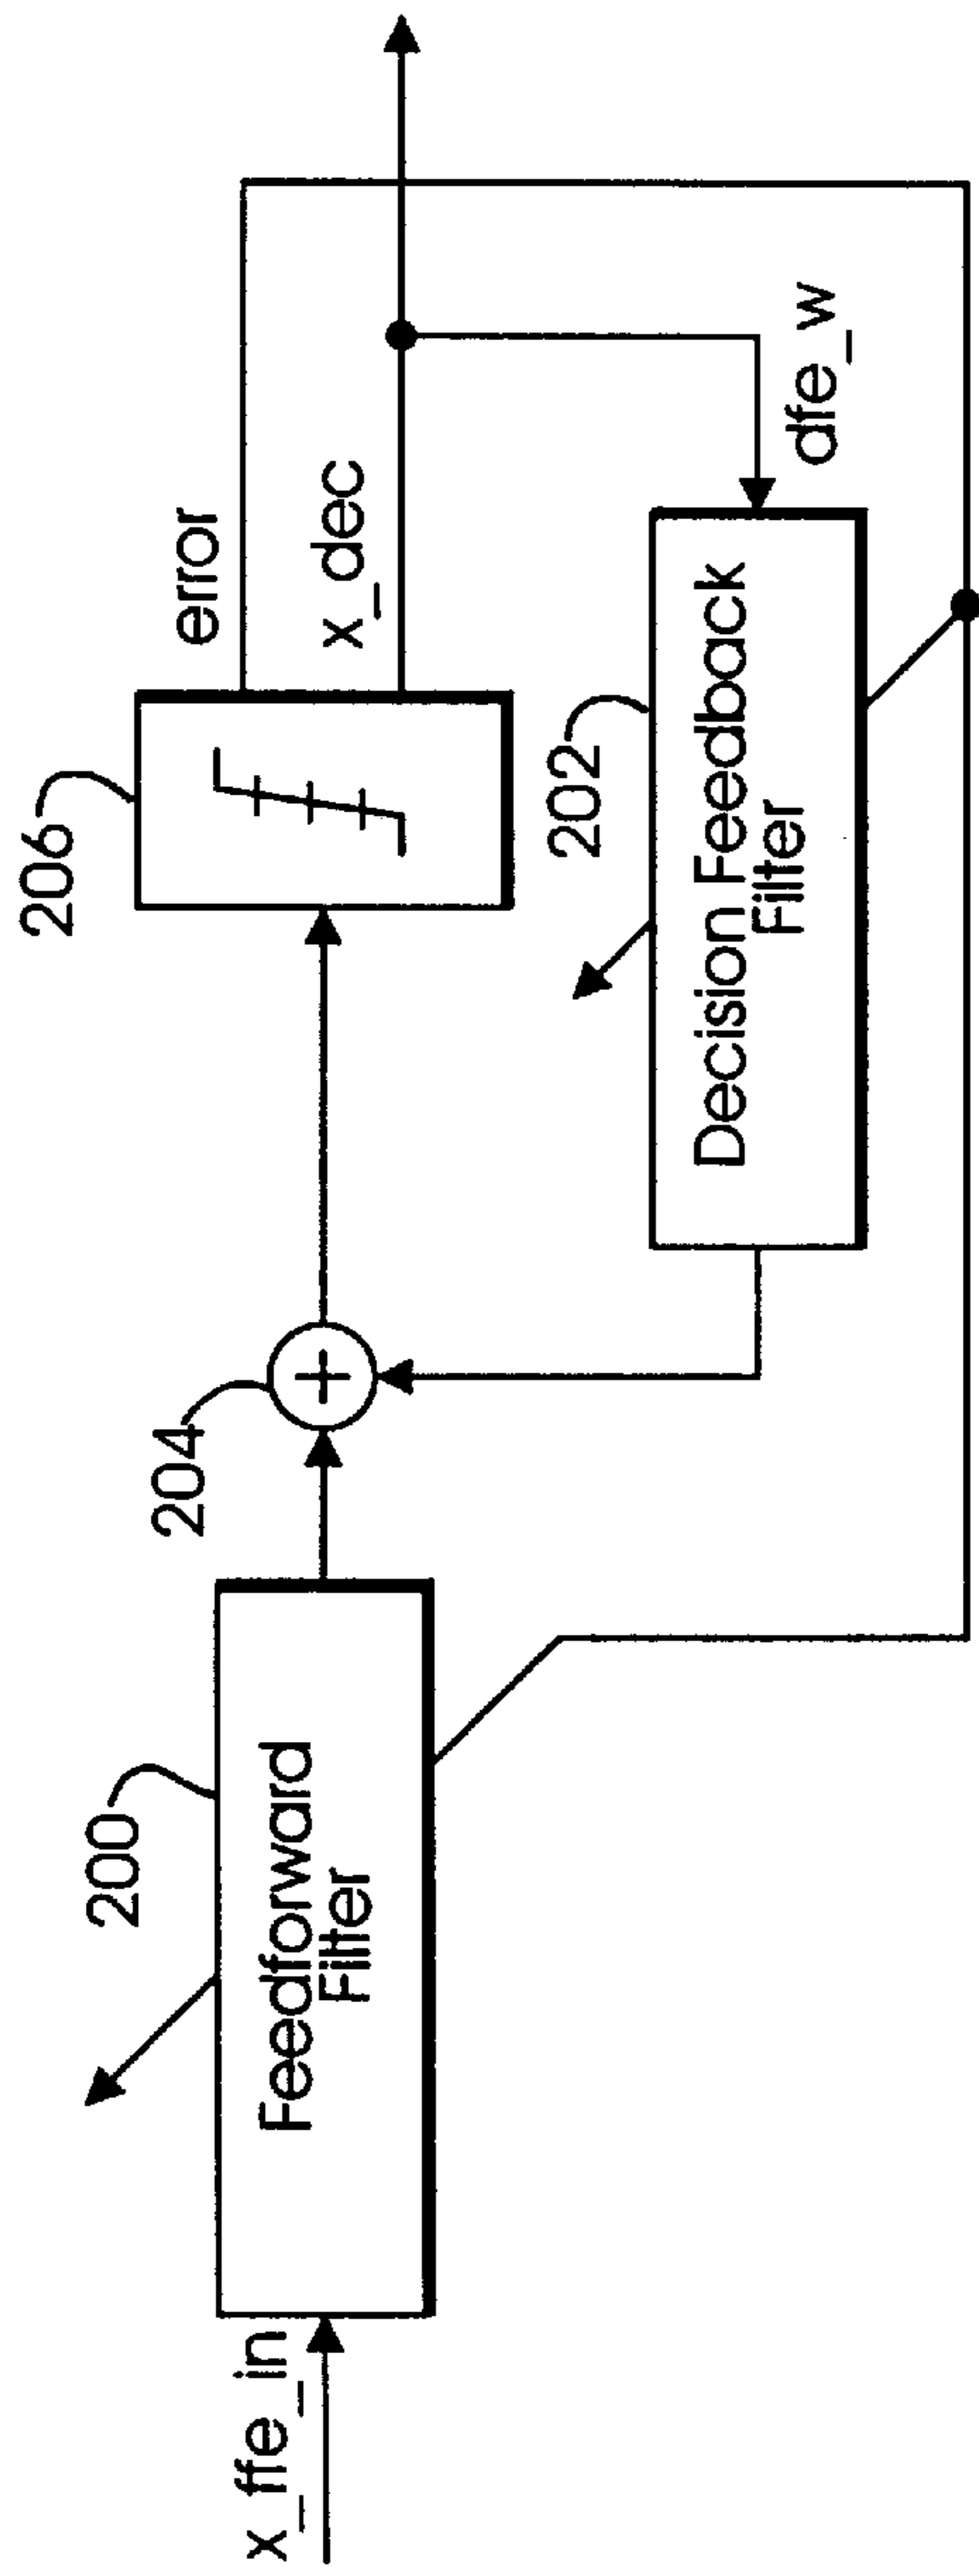 x_ffe_in
200
Feedforward
Filter
204
206
error
x_dec
202
Decision Feedback
Filter
dfe_w